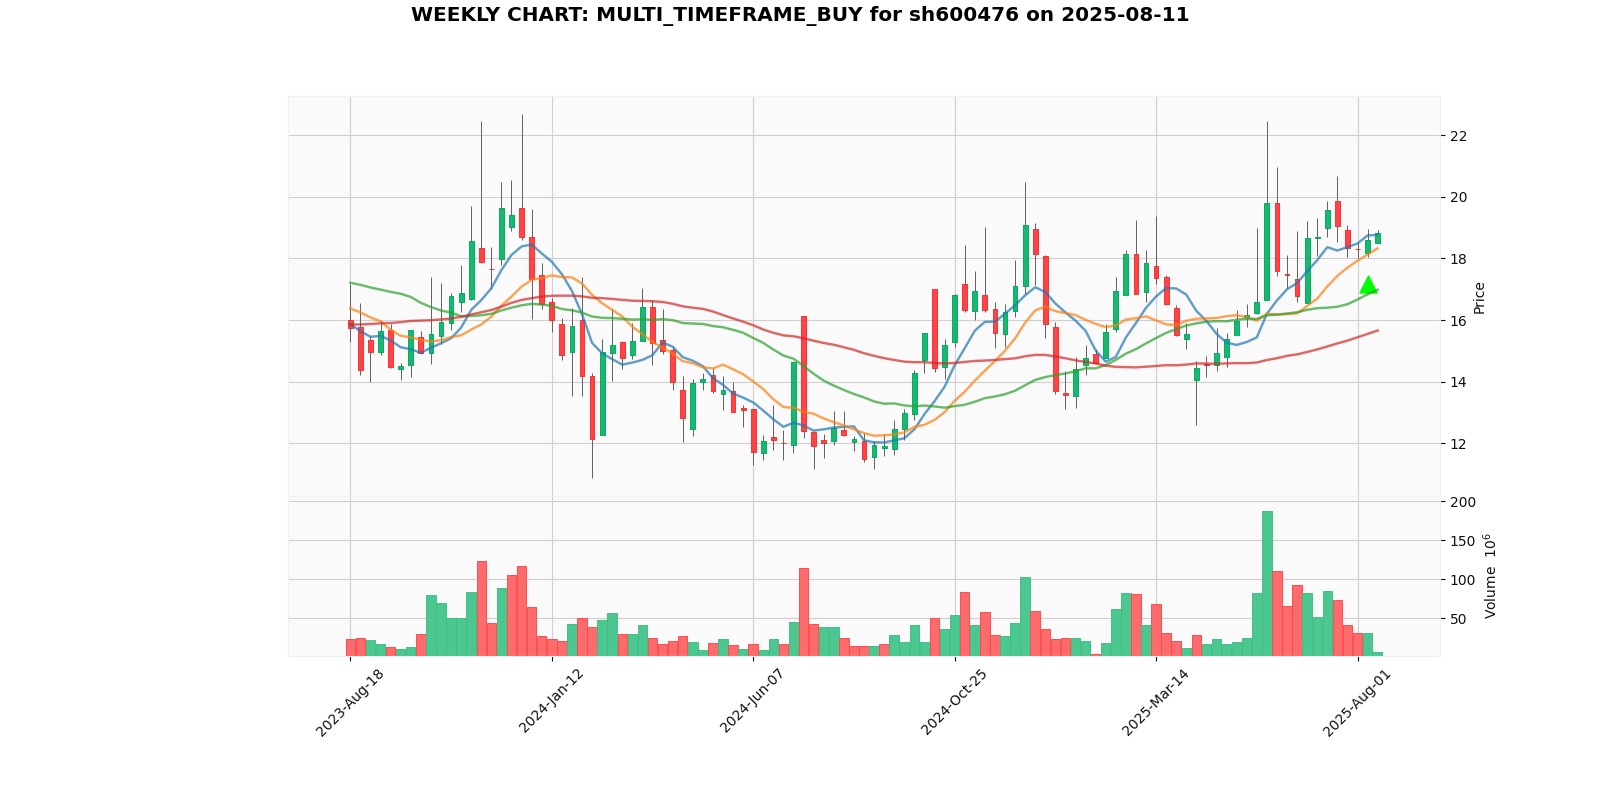 WEEKLY CHART: MULTI_TIMEFRAME_BUY for sh600476 on 2025-08-11
22
20
18
16
14
12
Price
200
150
100
50
Volume 10⁶
2023-Aug-18
2024-Jan-12
2024-Jun-07
2024-Oct-25
2025-Mar-14
2025-Aug-01